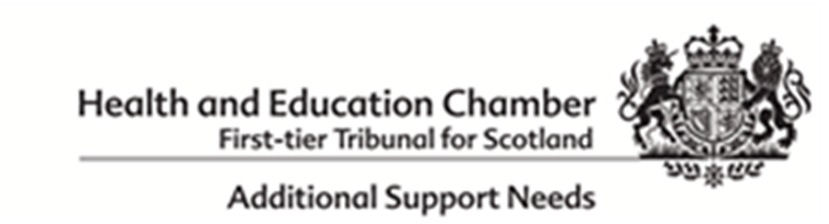 Health and Education Chamber
First-tier Tribunal for Scotland
Additional Support Needs